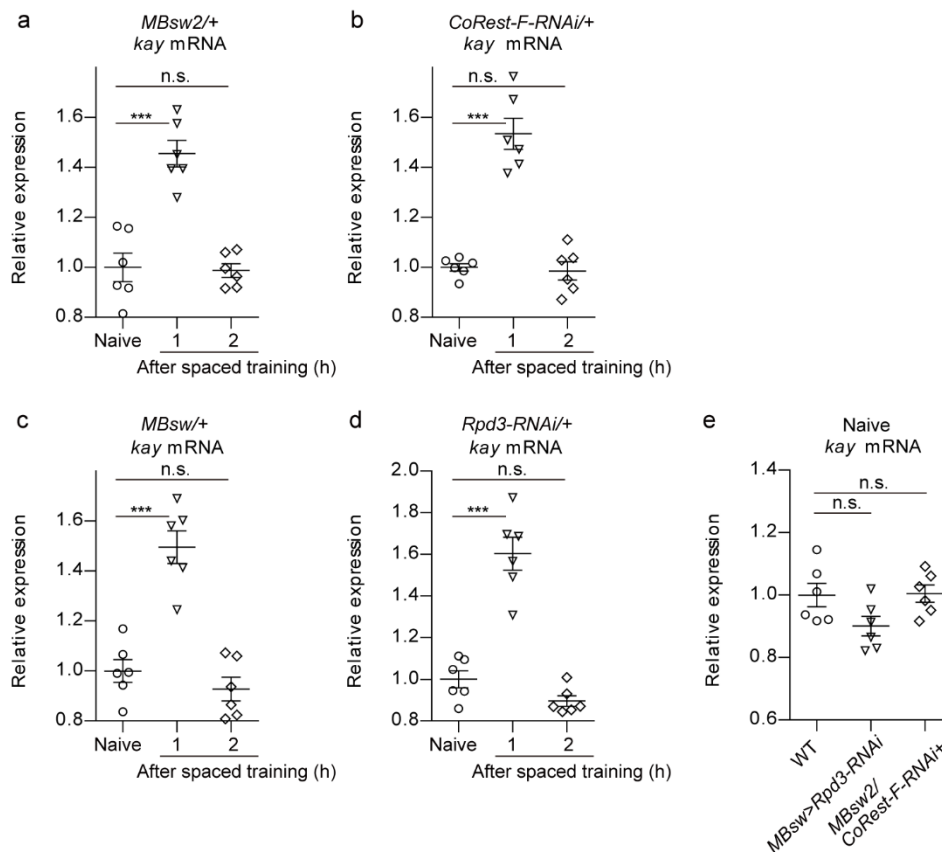 a
MBsw2/+
kay mRNA
n.s.
***
Relative expression
1.6
1.4
1.2
1.0
0.8
Naive
1
2
After spaced training (h)
b
CoRest-F-RNAi/+
kay mRNA
n.s.
***
Relative expression
1.6
1.4
1.2
1.0
0.8
Naive
1
2
After spaced training (h)
c
MBsw/+
kay mRNA
n.s.
***
Relative expression
1.6
1.4
1.2
1.0
0.8
Naive
1
2
After spaced training (h)
d
Rpd3-RNAi/+
kay mRNA
n.s.
***
Relative expression
2.0
1.8
1.6
1.4
1.2
1.0
0.8
Naive
1
2
After spaced training (h)
e
Naive
kay mRNA
n.s.
n.s.
Relative expression
1.4
1.2
1.0
0.8
0.6
WT
MBsw>Rpd3-RNAi
MBsw2/
CoRest-F-RNAi+